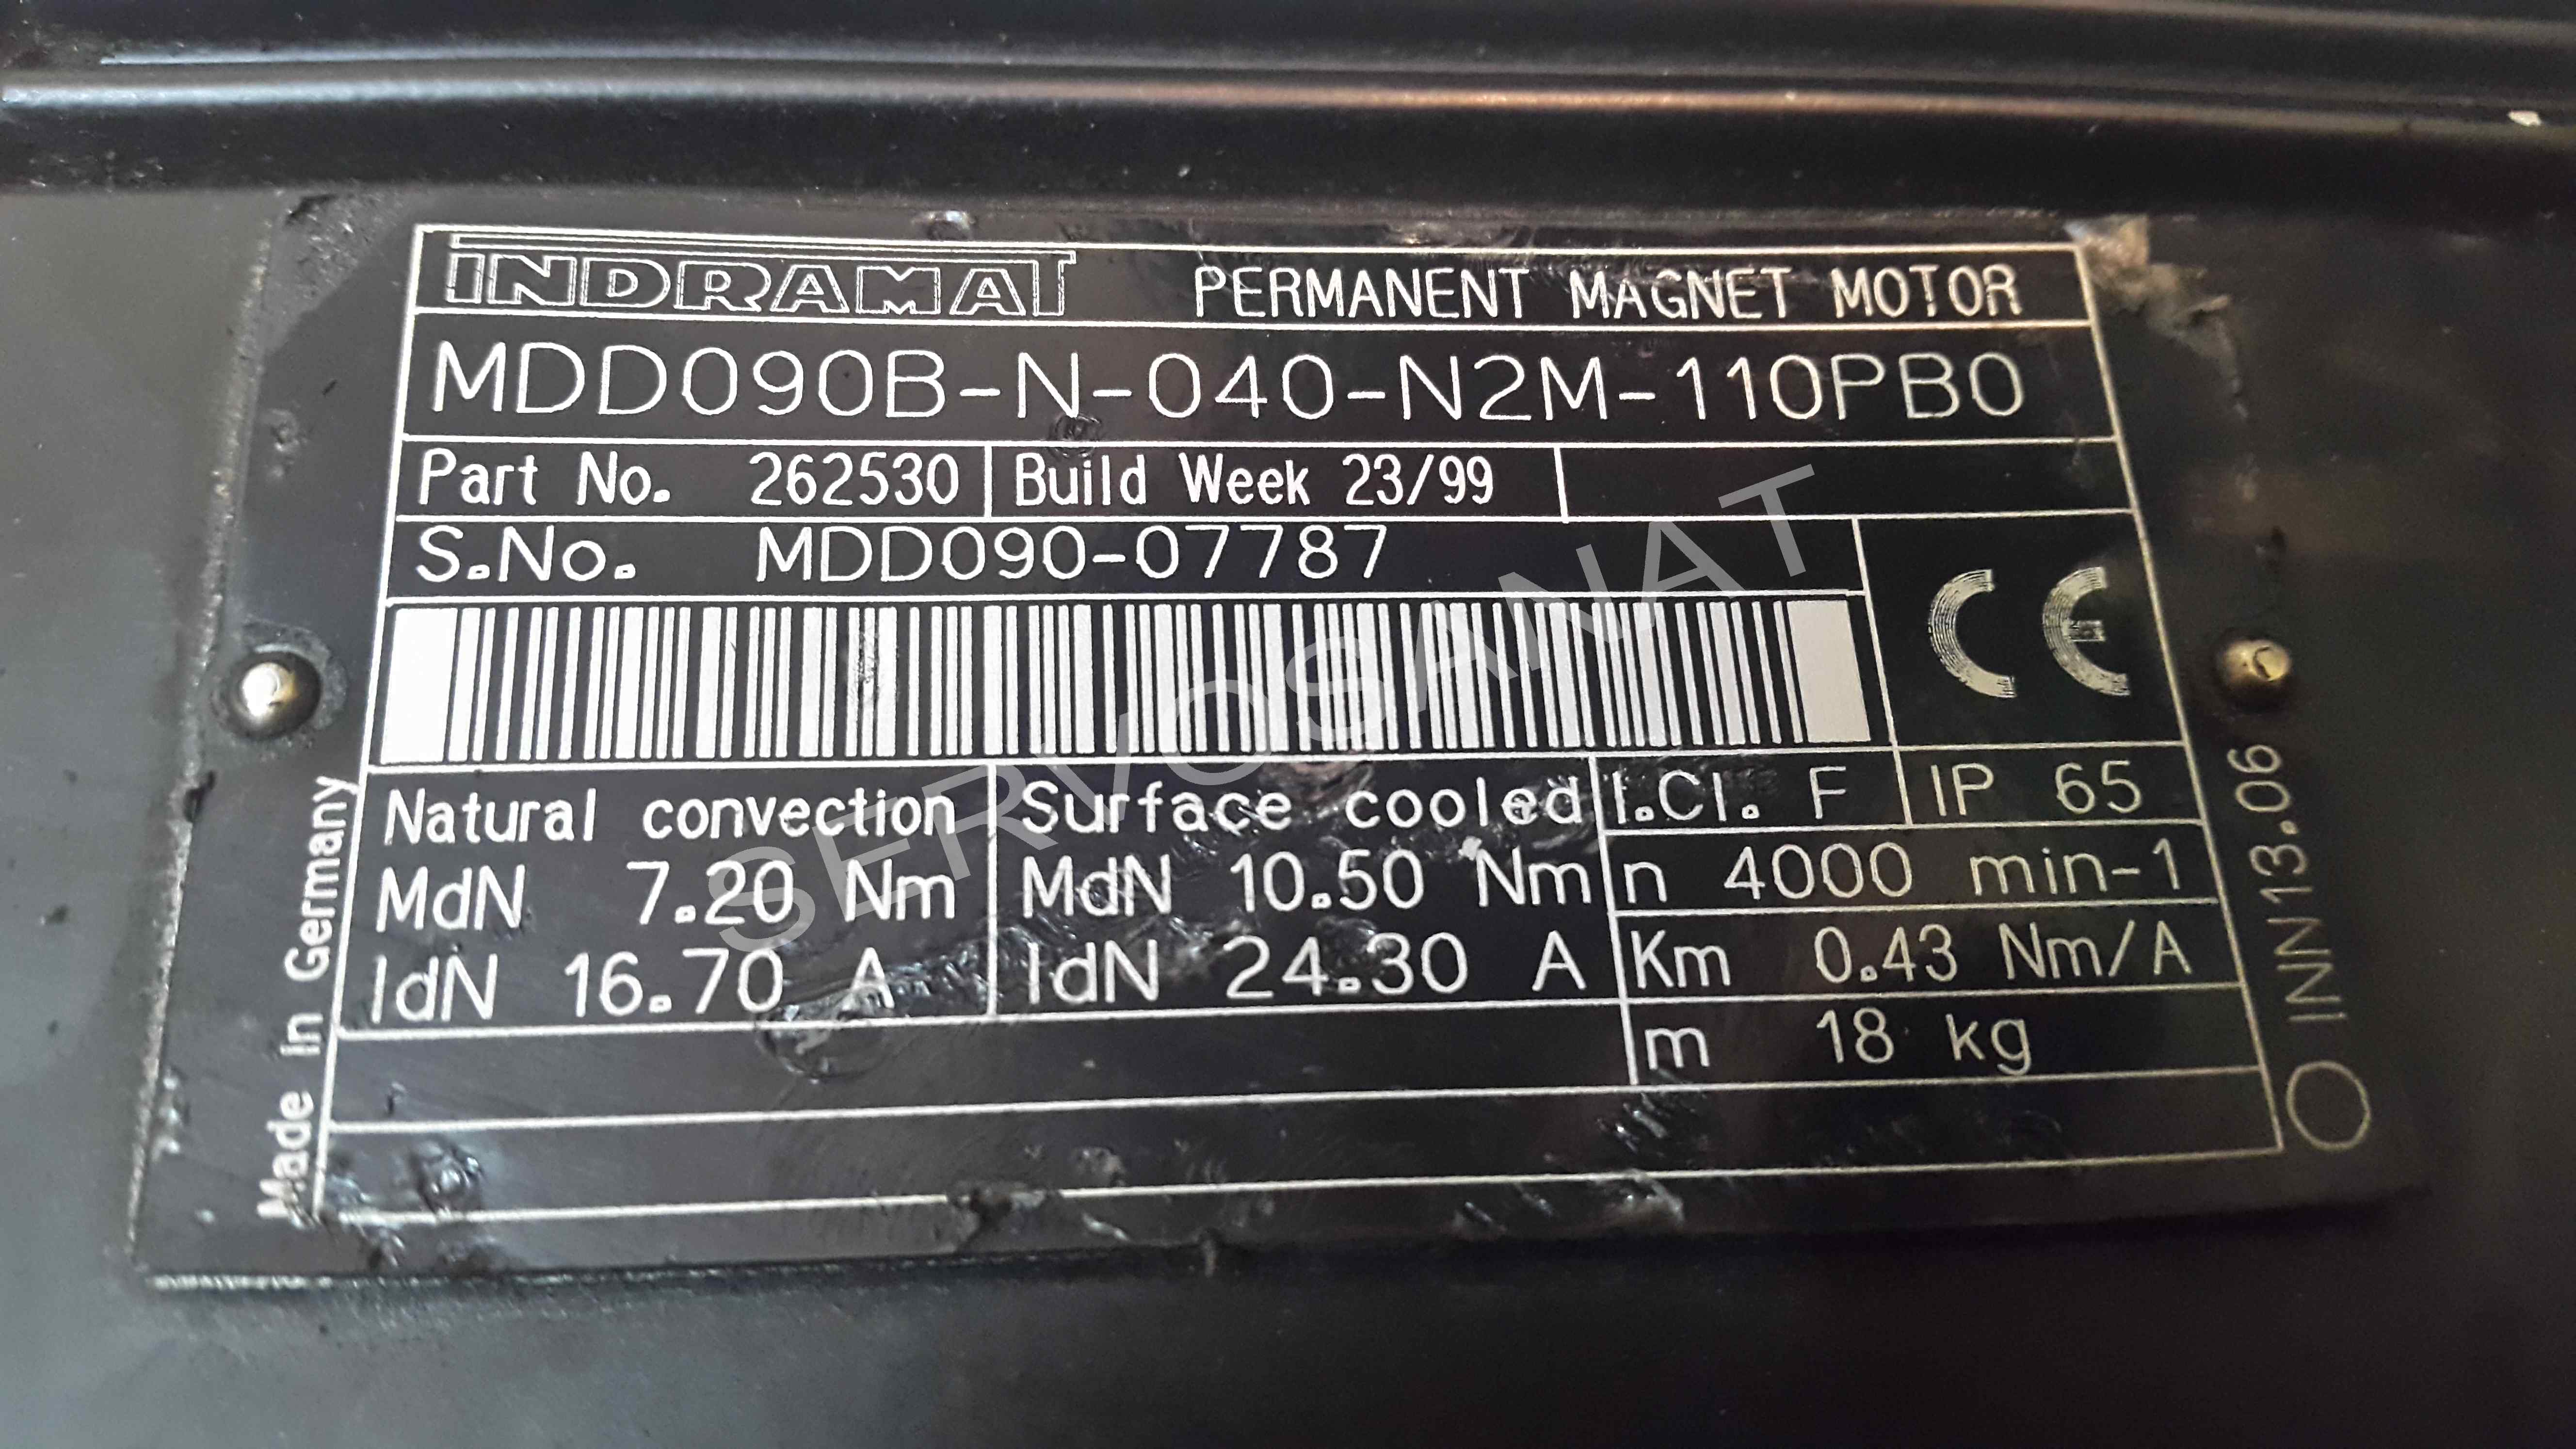 INDRAMAT PERMANENT MAGNET MOTOR
MDD090B-N-040-N2M-110PB0
Part No. 262530 Build Week 23/99
S.No. MDD090-07787
CE
Natural convection Surface cooled I.Cl. F IP 65
MdN 7.20 Nm MdN 10.50 Nm n 4000 min-1
IdN 16.70 A IdN 24.30 A Km 0.43 Nm/A
m 18 kg
Made in Germany
INN13.06
SERVOSANAT